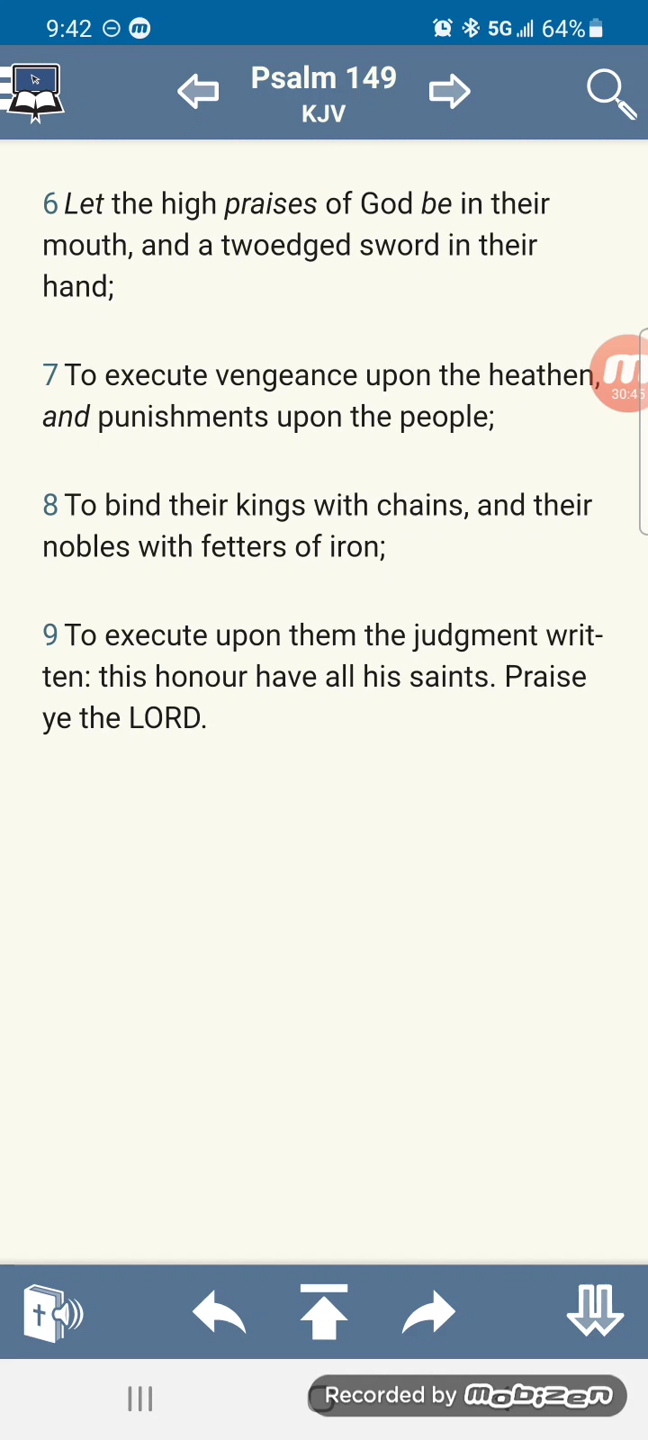 9:42 m 5G 64%
Psalm 149
KJV
6 Let the high praises of God be in their
mouth, and a twoedged sword in their
hand;
7 To execute vengeance upon the heathen,
and punishments upon the people;
30:45
8 To bind their kings with chains, and their
nobles with fetters of iron;
9 To execute upon them the judgment writ-
ten: this honour have all his saints. Praise
ye the LORD.
Recorded by mobizen